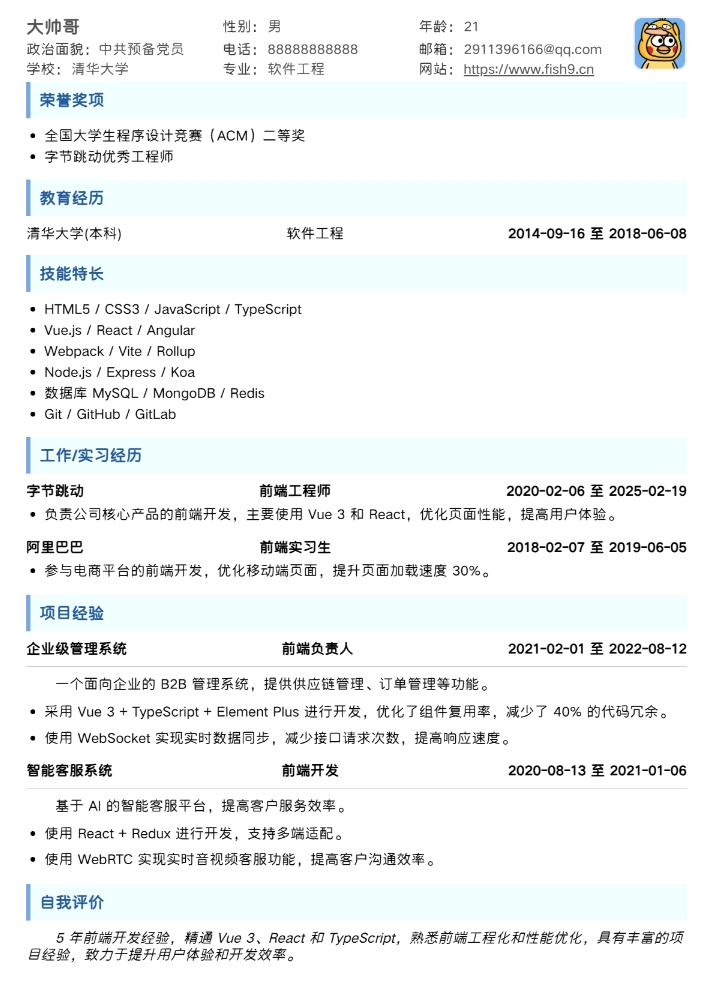 大帅哥 性别：男 年龄：21
政治面貌：中共预备党员 电话：88888888888 邮箱：2911396166@qq.com
学校：清华大学 专业：软件工程 网站：https://www.fish9.cn
荣誉奖项
• 全国大学生程序设计竞赛（ACM）二等奖
• 字节跳动优秀工程师
教育经历
清华大学(本科) 软件工程 2014-09-16 至 2018-06-08
技能特长
• HTML5 / CSS3 / JavaScript / TypeScript
• Vue.js / React / Angular
• Webpack / Vite / Rollup
• Node.js / Express / Koa
• 数据库 MySQL / MongoDB / Redis
• Git / GitHub / GitLab
工作/实习经历
字节跳动 前端工程师 2020-02-06 至 2025-02-19
• 负责公司核心产品的前端开发，主要使用 Vue 3 和 React，优化页面性能，提高用户体验。
阿里巴巴 前端实习生 2018-02-07 至 2019-06-05
• 参与电商平台的前端开发，优化移动端页面，提升页面加载速度 30%。
项目经验
企业级管理系统 前端负责人 2021-02-01 至 2022-08-12
一个面向企业的 B2B 管理系统，提供供应链管理、订单管理等功能。
• 采用 Vue 3 + TypeScript + Element Plus 进行开发，优化了组件复用率，减少了 40% 的代码冗余。
• 使用 WebSocket 实现实时数据同步，减少接口请求次数，提高响应速度。
智能客服系统 前端开发 2020-08-13 至 2021-01-06
基于 AI 的智能客服平台，提高客户服务效率。
• 使用 React + Redux 进行开发，支持多端适配。
• 使用 WebRTC 实现实时音视频客服功能，提高客户沟通效率。
自我评价
5 年前端开发经验，精通 Vue 3、React 和 TypeScript，熟悉前端工程化和性能优化，具有丰富的项
目经验，致力于提升用户体验和开发效率。